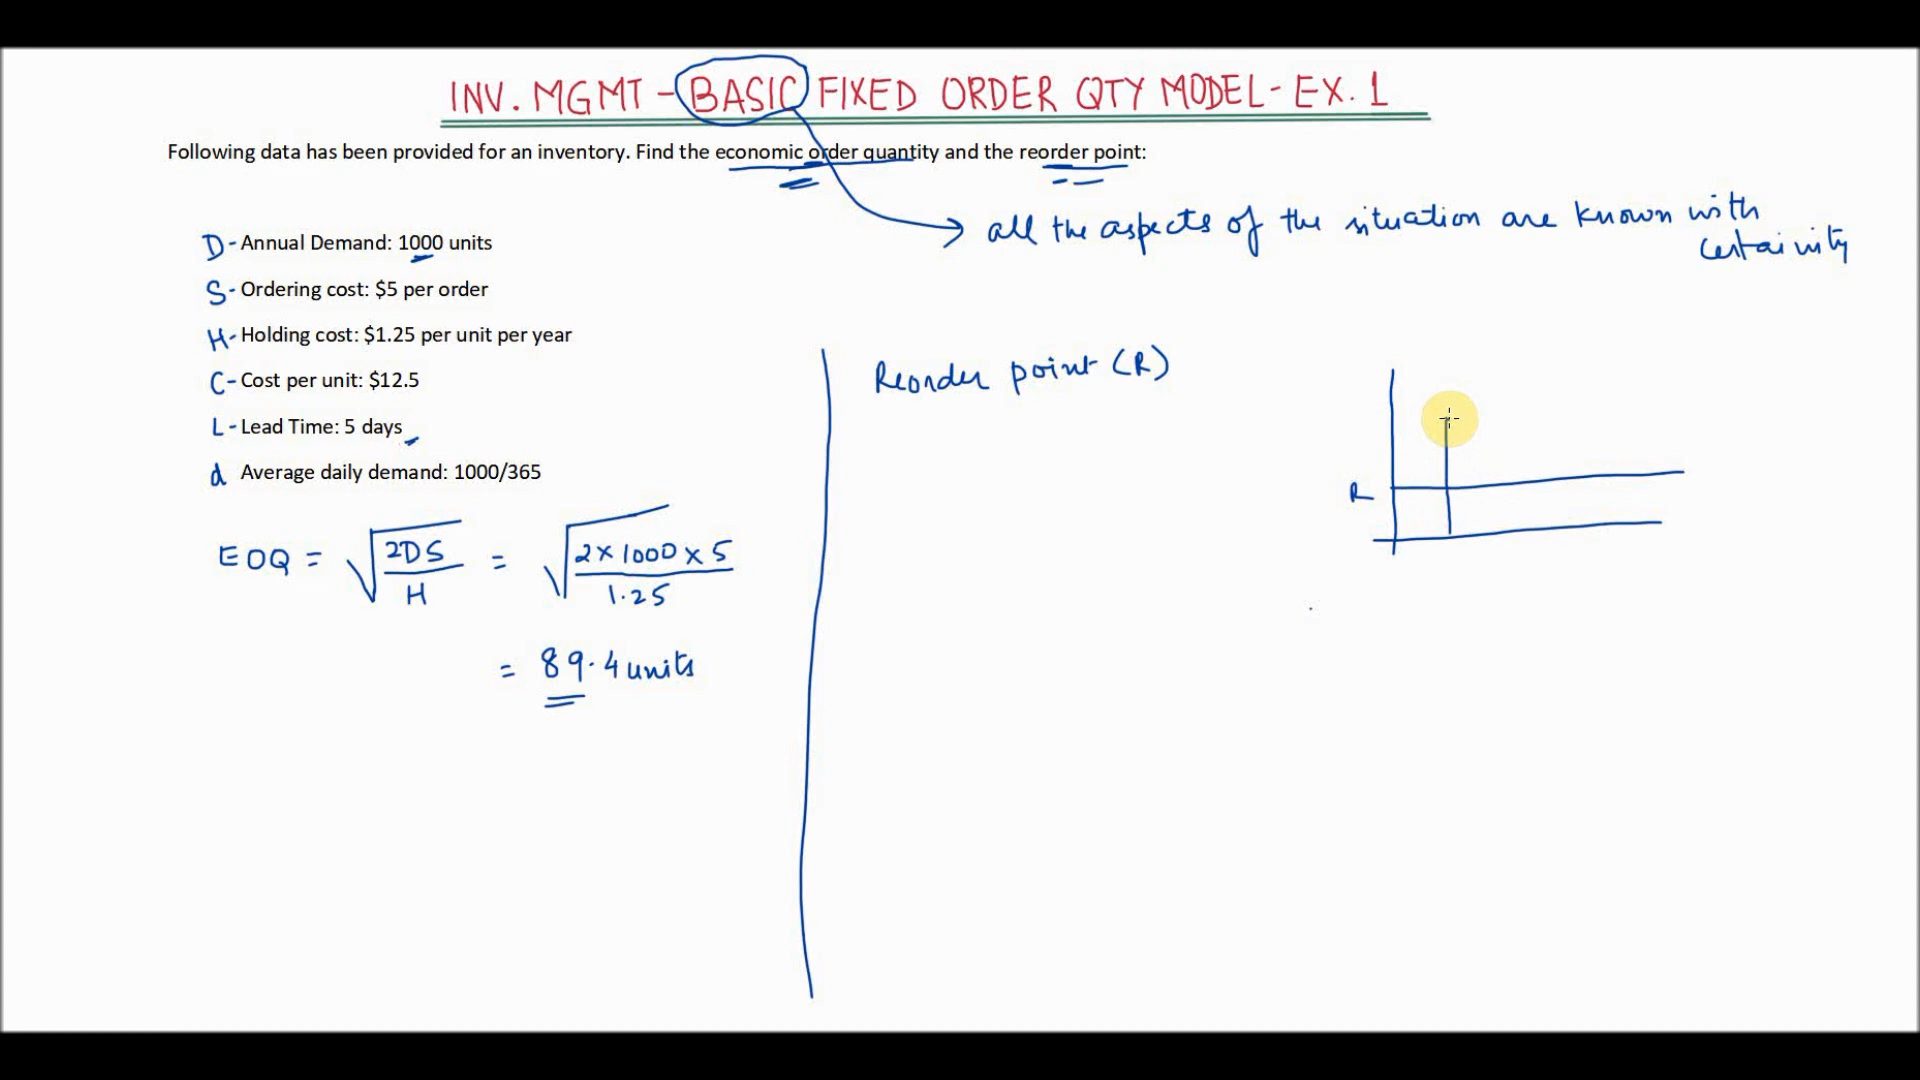 INV. MGMT - BASIC FIXED ORDER QTY MODEL - EX. 1
Following data has been provided for an inventory. Find the economic order quantity and the reorder point:
→ all the aspects of the situation are known with
certainity
D - Annual Demand: 1000 units
S - Ordering cost: $5 per order
H - Holding cost: $1.25 per unit per year
C - Cost per unit: $12.5
L - Lead Time: 5 days
d Average daily demand: 1000/365
EOQ = √(2DS/H) = √(2×1000×5/1.25)
= 89.4 units
Reorder point (R)
R